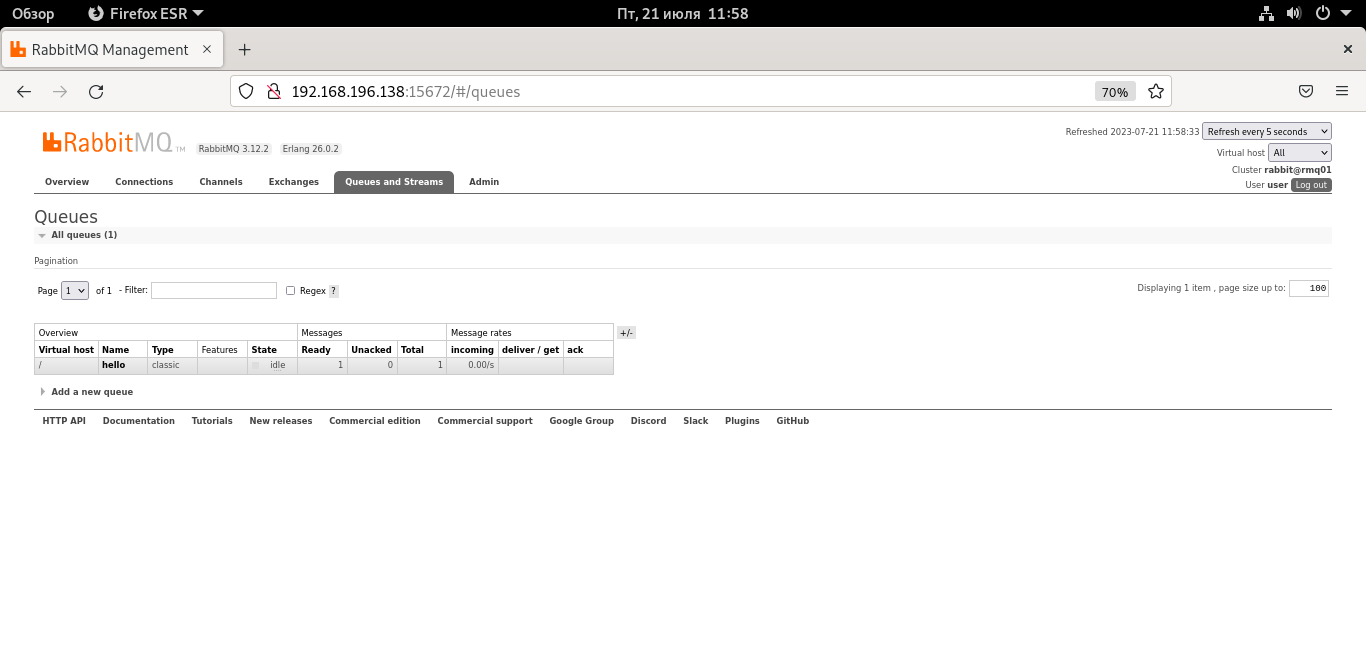 Обзор Firefox ESR Пт, 21 июля 11:58
RabbitMQ Management
192.168.196.138:15672/#/queues 70%
RabbitMQ TM RabbitMQ 3.12.2 Erlang 26.0.2
Refreshed 2023-07-21 11:58:33 Refresh every 5 seconds
Virtual host All
Cluster rabbit@rmq01
User user Log out
Overview Connections Channels Exchanges Queues and Streams Admin
Queues
All queues (1)
Pagination
Page 1 of 1 - Filter: Regex ? Displaying 1 item , page size up to: 100
Overview Messages Message rates +/-
Virtual host Name Type Features State Ready Unacked Total incoming deliver / get ack
/ hello classic idle 1 0 1 0.00/s
Add a new queue
HTTP API Documentation Tutorials New releases Commercial edition Commercial support Google Group Discord Slack Plugins GitHub